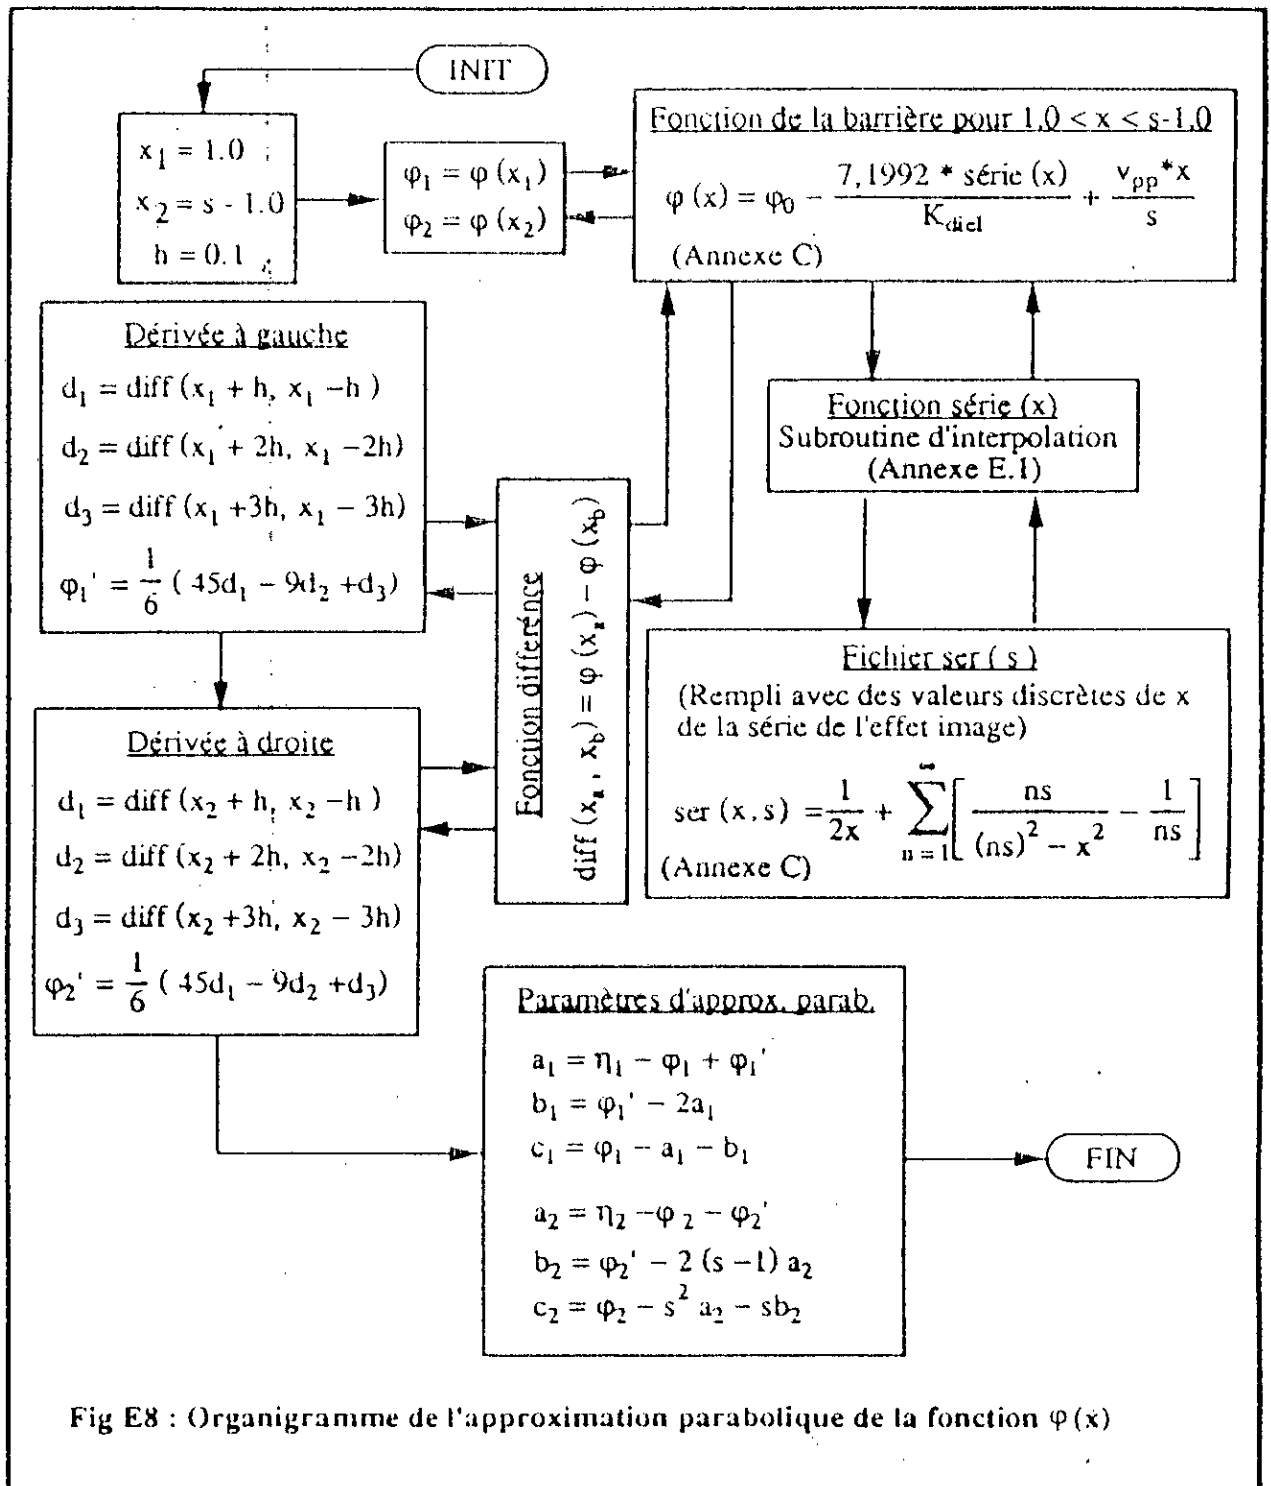 INIT
x₁ = 1.0
x₂ = s - 1.0
h = 0.1
φ₁ = φ (x₁)
φ₂ = φ (x₂)
Fonction de la barrière pour 1,0 < x < s-1,0
φ (x) = φ₀ − 7,1992 * série (x) / K_diel + v_pp * x / s
(Annexe C)
Dérivée à gauche
d₁ = diff (x₁ + h, x₁ −h )
d₂ = diff (x₁ + 2h, x₁ −2h)
d₃ = diff (x₁ +3h, x₁ − 3h)
φ₁' = 1/6 ( 45d₁ − 9d₂ +d₃)
Fonction série (x)
Subroutine d'interpolation
(Annexe E.1)
Fonction différénce
diff (x_a , x_b) = φ (x_a) − φ (x_b)
Fichier ser ( s )
(Rempli avec des valeurs discrètes de x
de la série de l'effet image)
ser (x,s) = 1/2x + ∑_{n = 1}^{∞} [ ns / ((ns)² − x²) − 1/ns ]
(Annexe C)
Dérivée à droite
d₁ = diff (x₂ + h, x₂ −h )
d₂ = diff (x₂ + 2h, x₂ −2h)
d₃ = diff (x₂ +3h, x₂ − 3h)
φ₂' = 1/6 ( 45d₁ − 9d₂ +d₃)
Paramètres d'approx. parab.
a₁ = η₁ − φ₁ + φ₁'
b₁ = φ₁' − 2a₁
c₁ = φ₁ − a₁ − b₁
a₂ = η₂ −φ₂ − φ₂'
b₂ = φ₂' − 2 (s −1) a₂
c₂ = φ₂ − s² a₂ − sb₂
FIN
Fig E8 : Organigramme de l'approximation parabolique de la fonction φ (x)